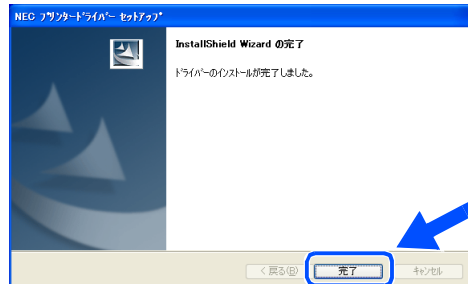 NEC プリンタードライバー セットアップ
InstallShield Wizard の完了
ドライバーのインストールが完了しました。
< 戻る(B) 完了 キャンセル